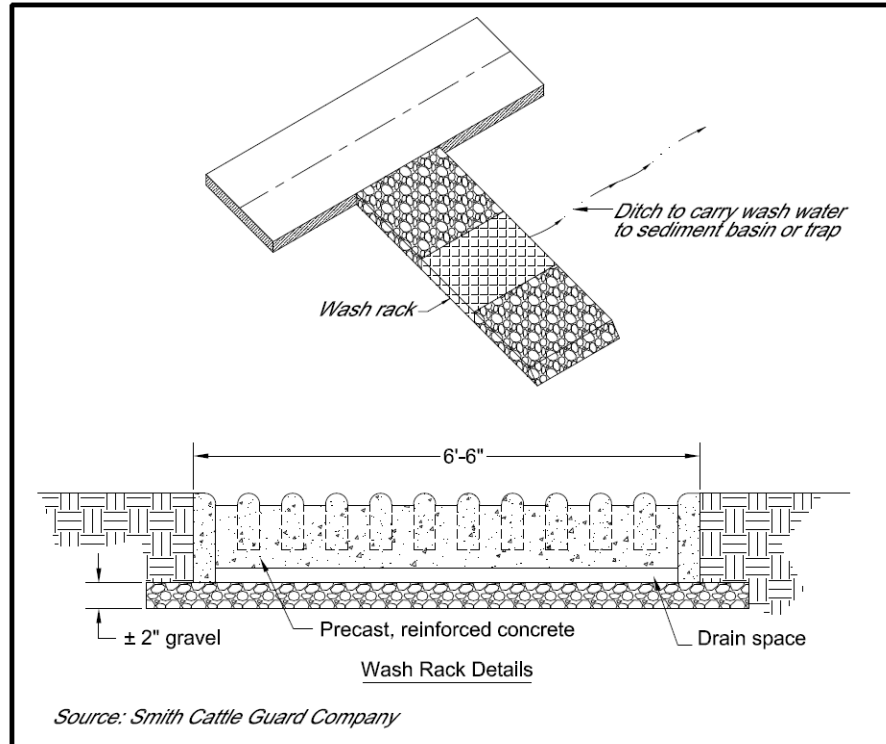 Ditch to carry wash water
to sediment basin or trap
Wash rack
6'-6"
± 2" gravel
Precast, reinforced concrete
Drain space
Wash Rack Details
Source: Smith Cattle Guard Company